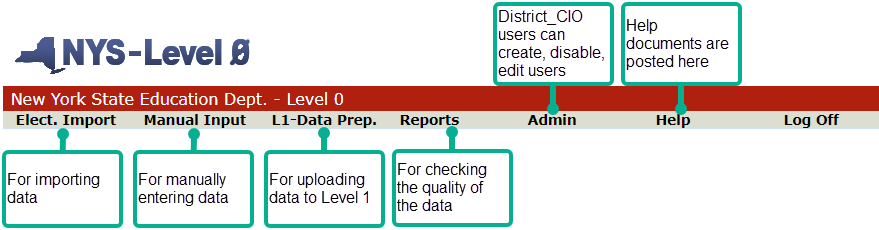 District_CIO
users can
create, disable,
edit users
Help
documents are
posted here
NYS-Level 0
New York State Education Dept. - Level 0
Elect. Import Manual Input L1-Data Prep. Reports Admin Help Log Off
For importing
data
For manually
entering data
For uploading
data to Level 1
For checking
the quality of
the data